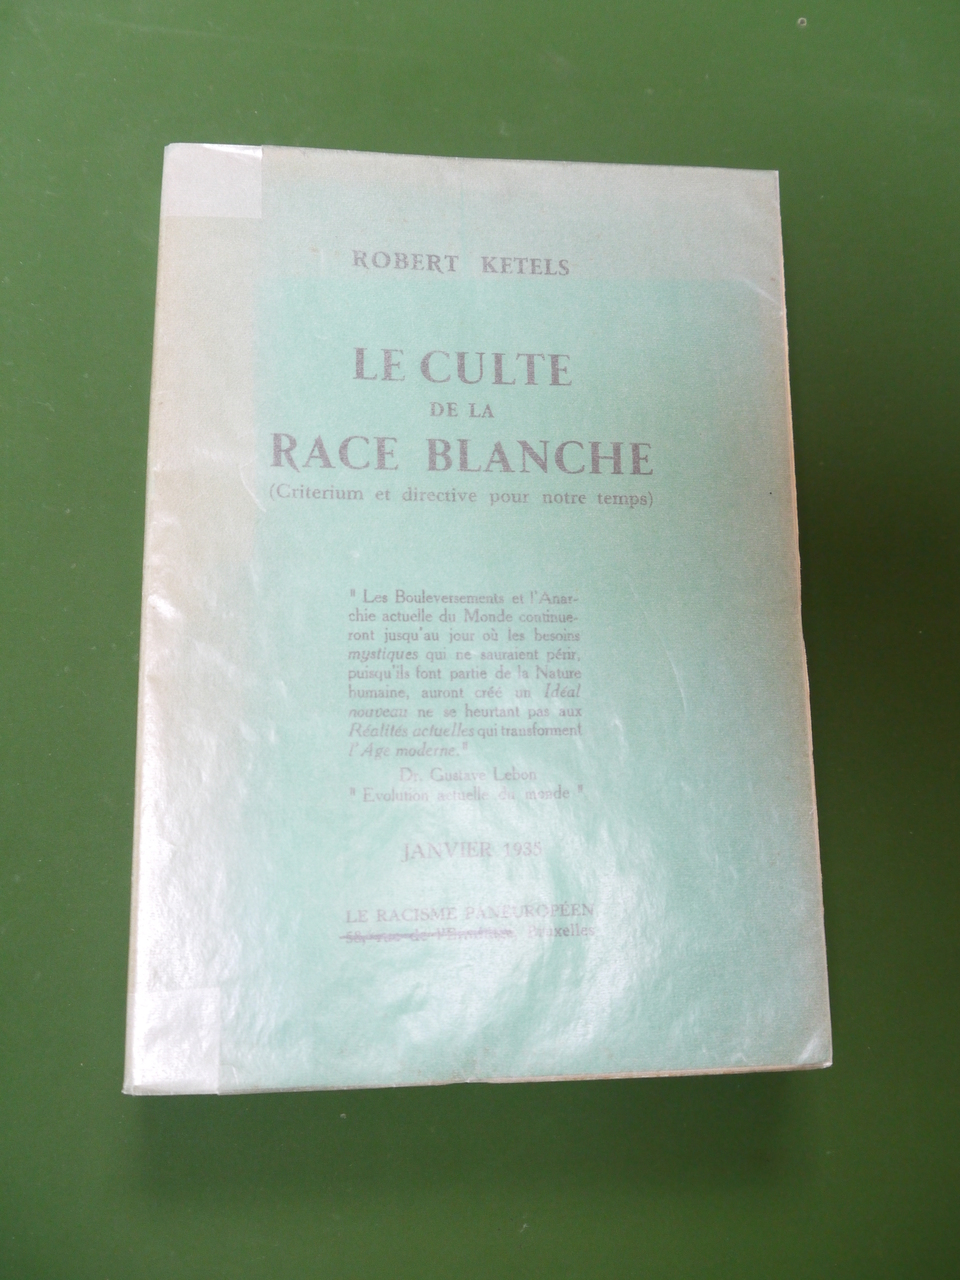 ROBERT KETELS
LE CULTE
DE LA
RACE BLANCHE
(Criterium et directive pour notre temps)
" Les Bouleversements et l'Anar-
chie actuelle du Monde continue-
ront jusqu'au jour où les besoins
mystiques qui ne sauraient périr,
puisqu'ils font partie de la Nature
humaine, auront créé un Idéal
nouveau ne se heurtant pas aux
Réalités actuelles qui transforment
l'Age moderne."
Dr. Gustave Lebon
" Evolution actuelle du monde "
JANVIER 1935
LE RACISME PANEUROPÉEN
58, rue de Bruxelles